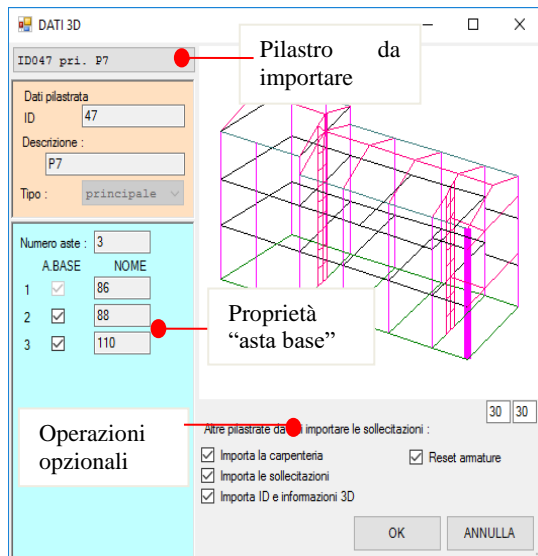 DATI 3D
ID047 pri. P7
Pilastro da
importare
Dati pilastrata
ID 47
Descrizione :
P7
Tipo : principale
Numero aste : 3
A.BASE NOME
1 86
2 88
3 110
Proprietà
“asta base”
30 30
Operazioni
opzionali
Altre pilastrate da importare le sollecitazioni :
Importa la carpenteria
Reset armature
Importa le sollecitazioni
Importa ID e informazioni 3D
OK ANNULLA